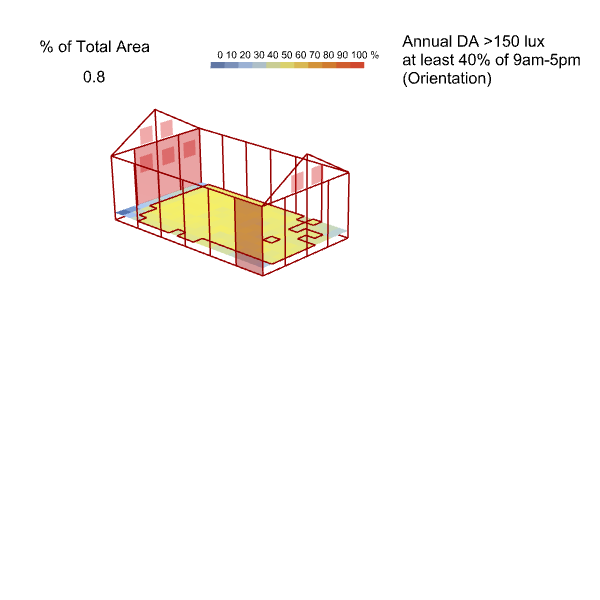 % of Total Area
0.8
0 10 20 30 40 50 60 70 80 90 100 %
Annual DA >150 lux
at least 40% of 9am-5pm
(Orientation)